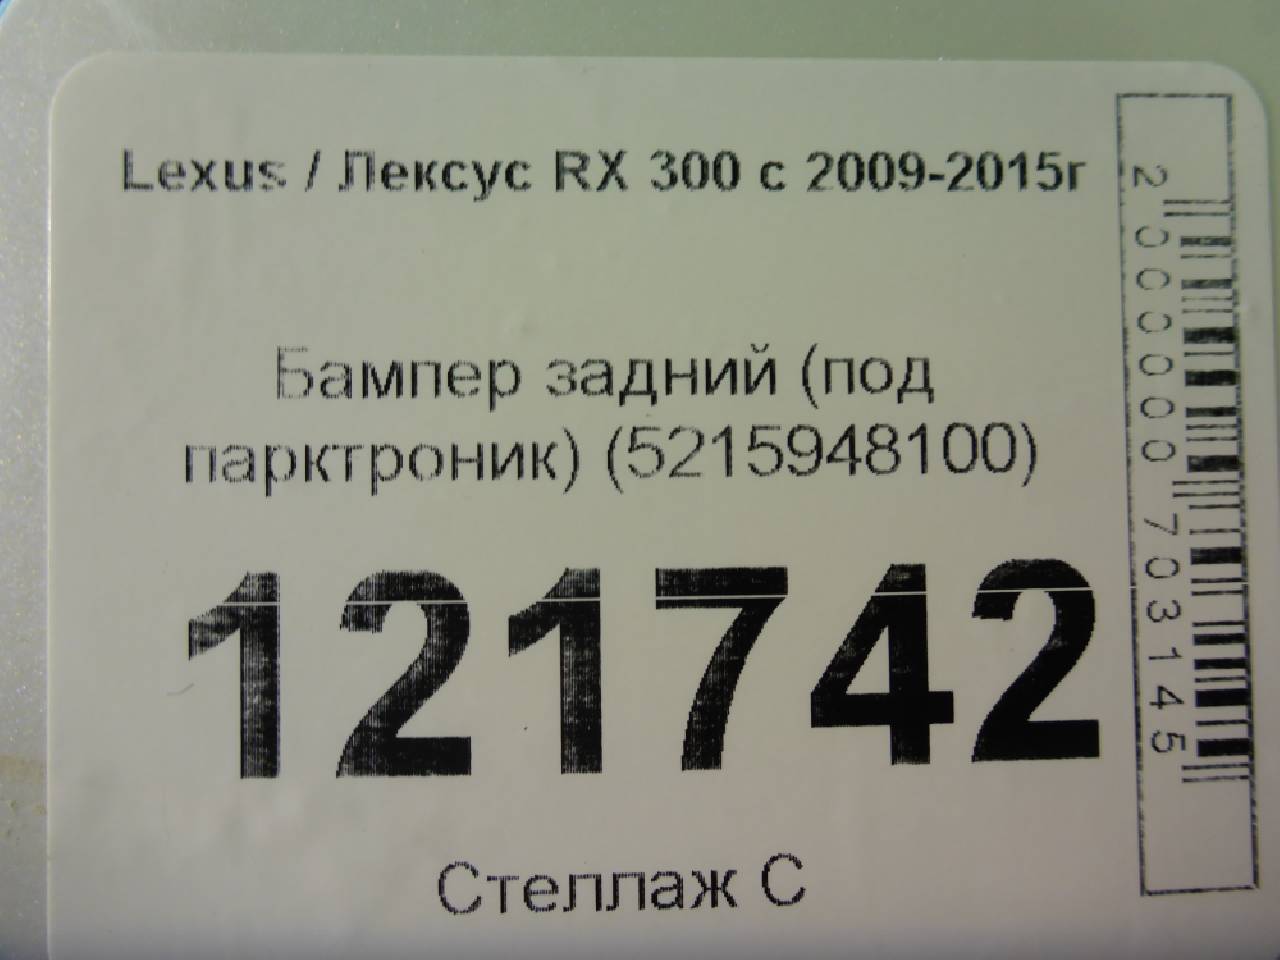 Lexus / Лексус RX 300 с 2009-2015г
Бампер задний (под
парктроник) (5215948100)
121742
Стеллаж С
2000000703145